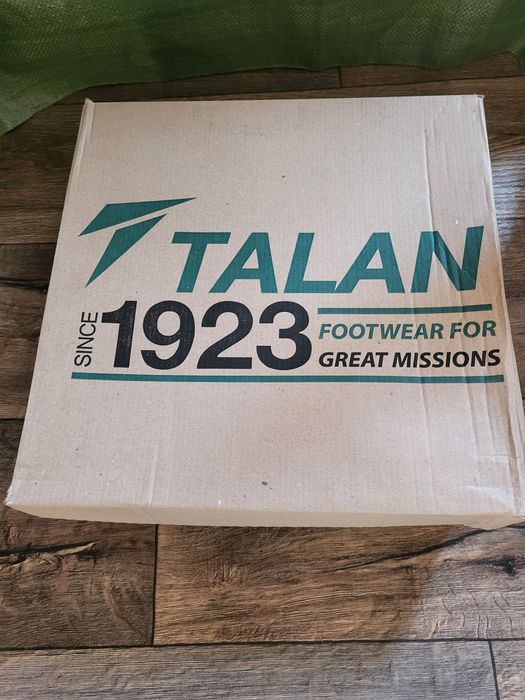 TALAN
SINCE 1923
FOOTWEAR FOR
GREAT MISSIONS